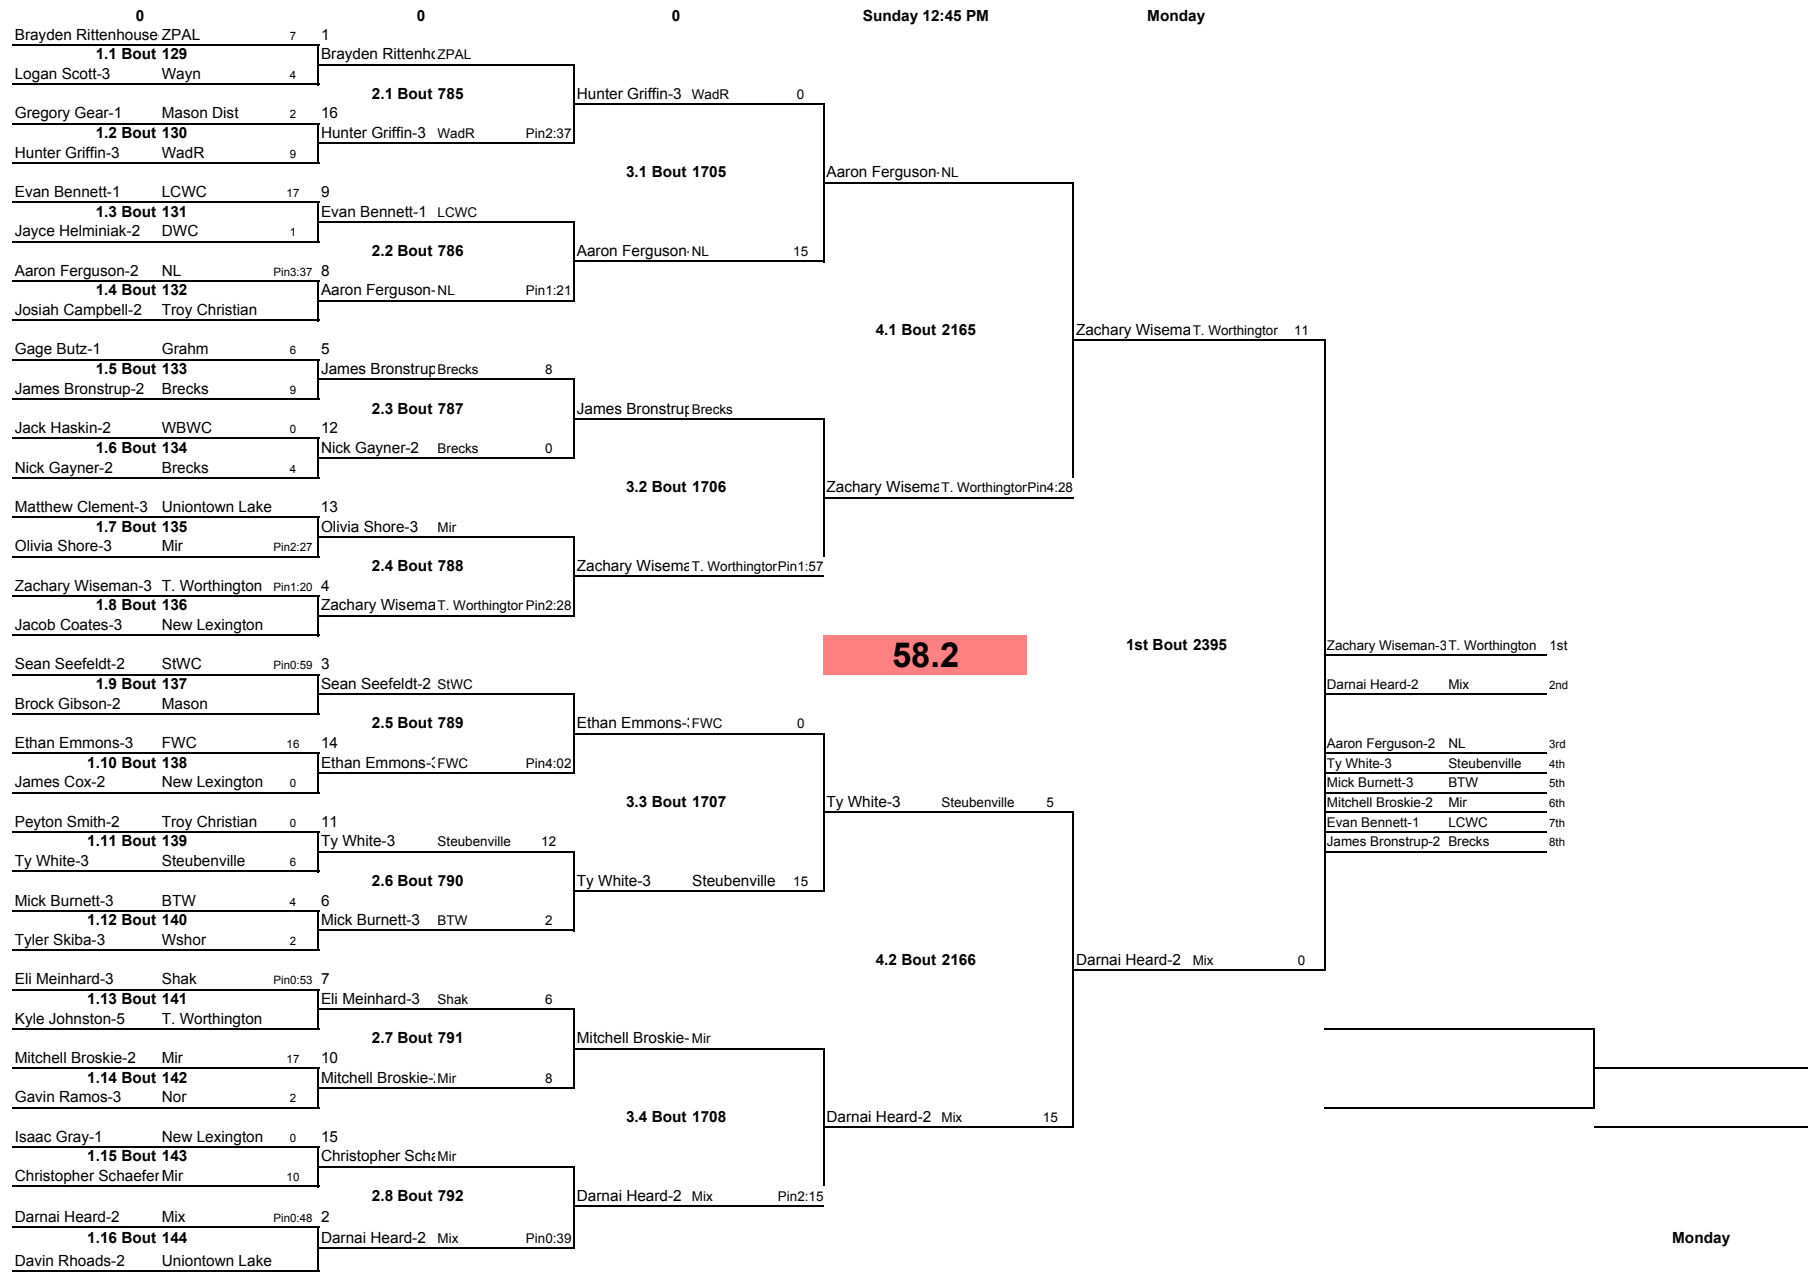 0 0 0 Sunday 12:45 PM Monday
Brayden Rittenhouse ZPAL 7 1
1.1 Bout 129 Brayden Rittenh ZPAL
Logan Scott-3 Wayn 4
2.1 Bout 785 Hunter Griffin-3 WadR 0
Gregory Gear-1 Mason Dist 2 16
1.2 Bout 130 Hunter Griffin-3 WadR Pin2:37
Hunter Griffin-3 WadR 9
3.1 Bout 1705 Aaron Ferguson- NL
Evan Bennett-1 LCWC 17 9
1.3 Bout 131 Evan Bennett-1 LCWC
Jayce Helminiak-2 DWC 1
2.2 Bout 786 Aaron Ferguson- NL 15
Aaron Ferguson-2 NL Pin3:37 8
1.4 Bout 132 Aaron Ferguson- NL Pin1:21
Josiah Campbell-2 Troy Christian
4.1 Bout 2165 Zachary Wisema T. Worthingtor 11
Gage Butz-1 Grahm 6 5
1.5 Bout 133 James Bronstrup Brecks 8
James Bronstrup-2 Brecks 9
2.3 Bout 787 James Bronstrup Brecks
Jack Haskin-2 WBWC 0 12
1.6 Bout 134 Nick Gayner-2 Brecks 0
Nick Gayner-2 Brecks 4
3.2 Bout 1706 Zachary Wisema T. Worthingtor Pin4:28
Matthew Clement-3 Uniontown Lake 13
1.7 Bout 135 Olivia Shore-3 Mir
Olivia Shore-3 Mir Pin2:27
2.4 Bout 788 Zachary Wisema T. Worthingtor Pin1:57
Zachary Wiseman-3 T. Worthington Pin1:20 4
1.8 Bout 136 Zachary Wisema T. Worthingtor Pin2:28
Jacob Coates-3 New Lexington
58.2 1st Bout 2395 Zachary Wiseman-3 T. Worthington 1st
Sean Seefeldt-2 StWC Pin0:59 3
1.9 Bout 137 Sean Seefeldt-2 StWC Darnai Heard-2 Mix 2nd
Brock Gibson-2 Mason
2.5 Bout 789 Ethan Emmons- FWC 0
Ethan Emmons-3 FWC 16 14 Aaron Ferguson-2 NL 3rd
1.10 Bout 138 Ethan Emmons- FWC Pin4:02 Ty White-3 Steubenville 4th
James Cox-2 New Lexington 0 Mick Burnett-3 BTW 5th
3.3 Bout 1707 Ty White-3 Steubenville 5 Mitchell Broskie-2 Mir 6th
Peyton Smith-2 Troy Christian 0 11 Evan Bennett-1 LCWC 7th
1.11 Bout 139 Ty White-3 Steubenville 12 James Bronstrup-2 Brecks 8th
Ty White-3 Steubenville 6
2.6 Bout 790 Ty White-3 Steubenville 15
Mick Burnett-3 BTW 4 6
1.12 Bout 140 Mick Burnett-3 BTW 2
Tyler Skiba-3 Wshor 2
4.2 Bout 2166 Darnai Heard-2 Mix 0
Eli Meinhard-3 Shak Pin0:53 7
1.13 Bout 141 Eli Meinhard-3 Shak 6
Kyle Johnston-5 T. Worthington
2.7 Bout 791 Mitchell Broskie- Mir
Mitchell Broskie-2 Mir 17 10
1.14 Bout 142 Mitchell Broskie- Mir 8
Gavin Ramos-3 Nor 2
3.4 Bout 1708 Darnai Heard-2 Mix 15
Isaac Gray-1 New Lexington 0 15
1.15 Bout 143 Christopher Scha Mir
Christopher Schaefer Mir 10
2.8 Bout 792 Darnai Heard-2 Mix Pin2:15
Darnai Heard-2 Mix Pin0:48 2
1.16 Bout 144 Darnai Heard-2 Mix Pin0:39 Monday
Davin Rhoads-2 Uniontown Lake